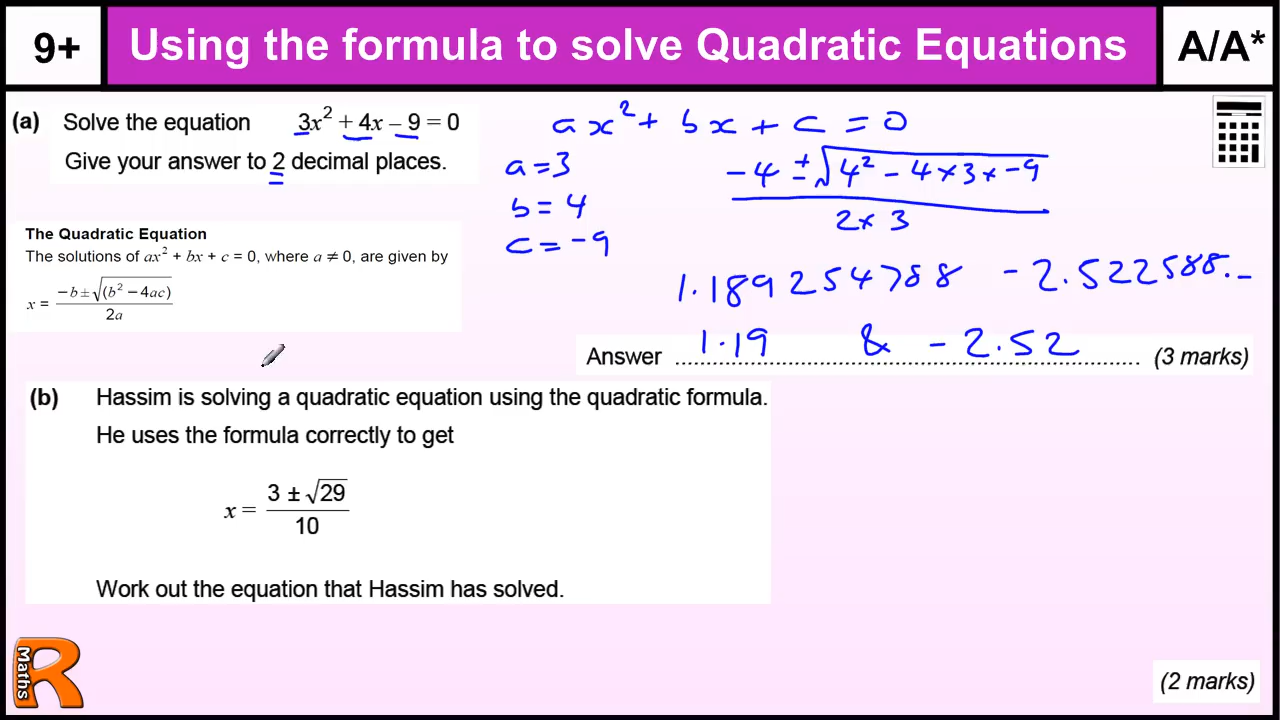 9+ Using the formula to solve Quadratic Equations A/A*
(a) Solve the equation 3x² + 4x – 9 = 0
Give your answer to 2 decimal places.
ax² + bx + c = 0
a = 3
b = 4
c = -9
-4 ± √4² - 4×3×-9
2×3
The Quadratic Equation
The solutions of ax² + bx + c = 0, where a ≠ 0, are given by
x = –b ± √(b² – 4ac)
2a
1.189254788 -2.522588..
Answer 1.19 & -2.52 (3 marks)
(b) Hassim is solving a quadratic equation using the quadratic formula.
He uses the formula correctly to get
x = 3 ± √29
10
Work out the equation that Hassim has solved.
R Maths
(2 marks)